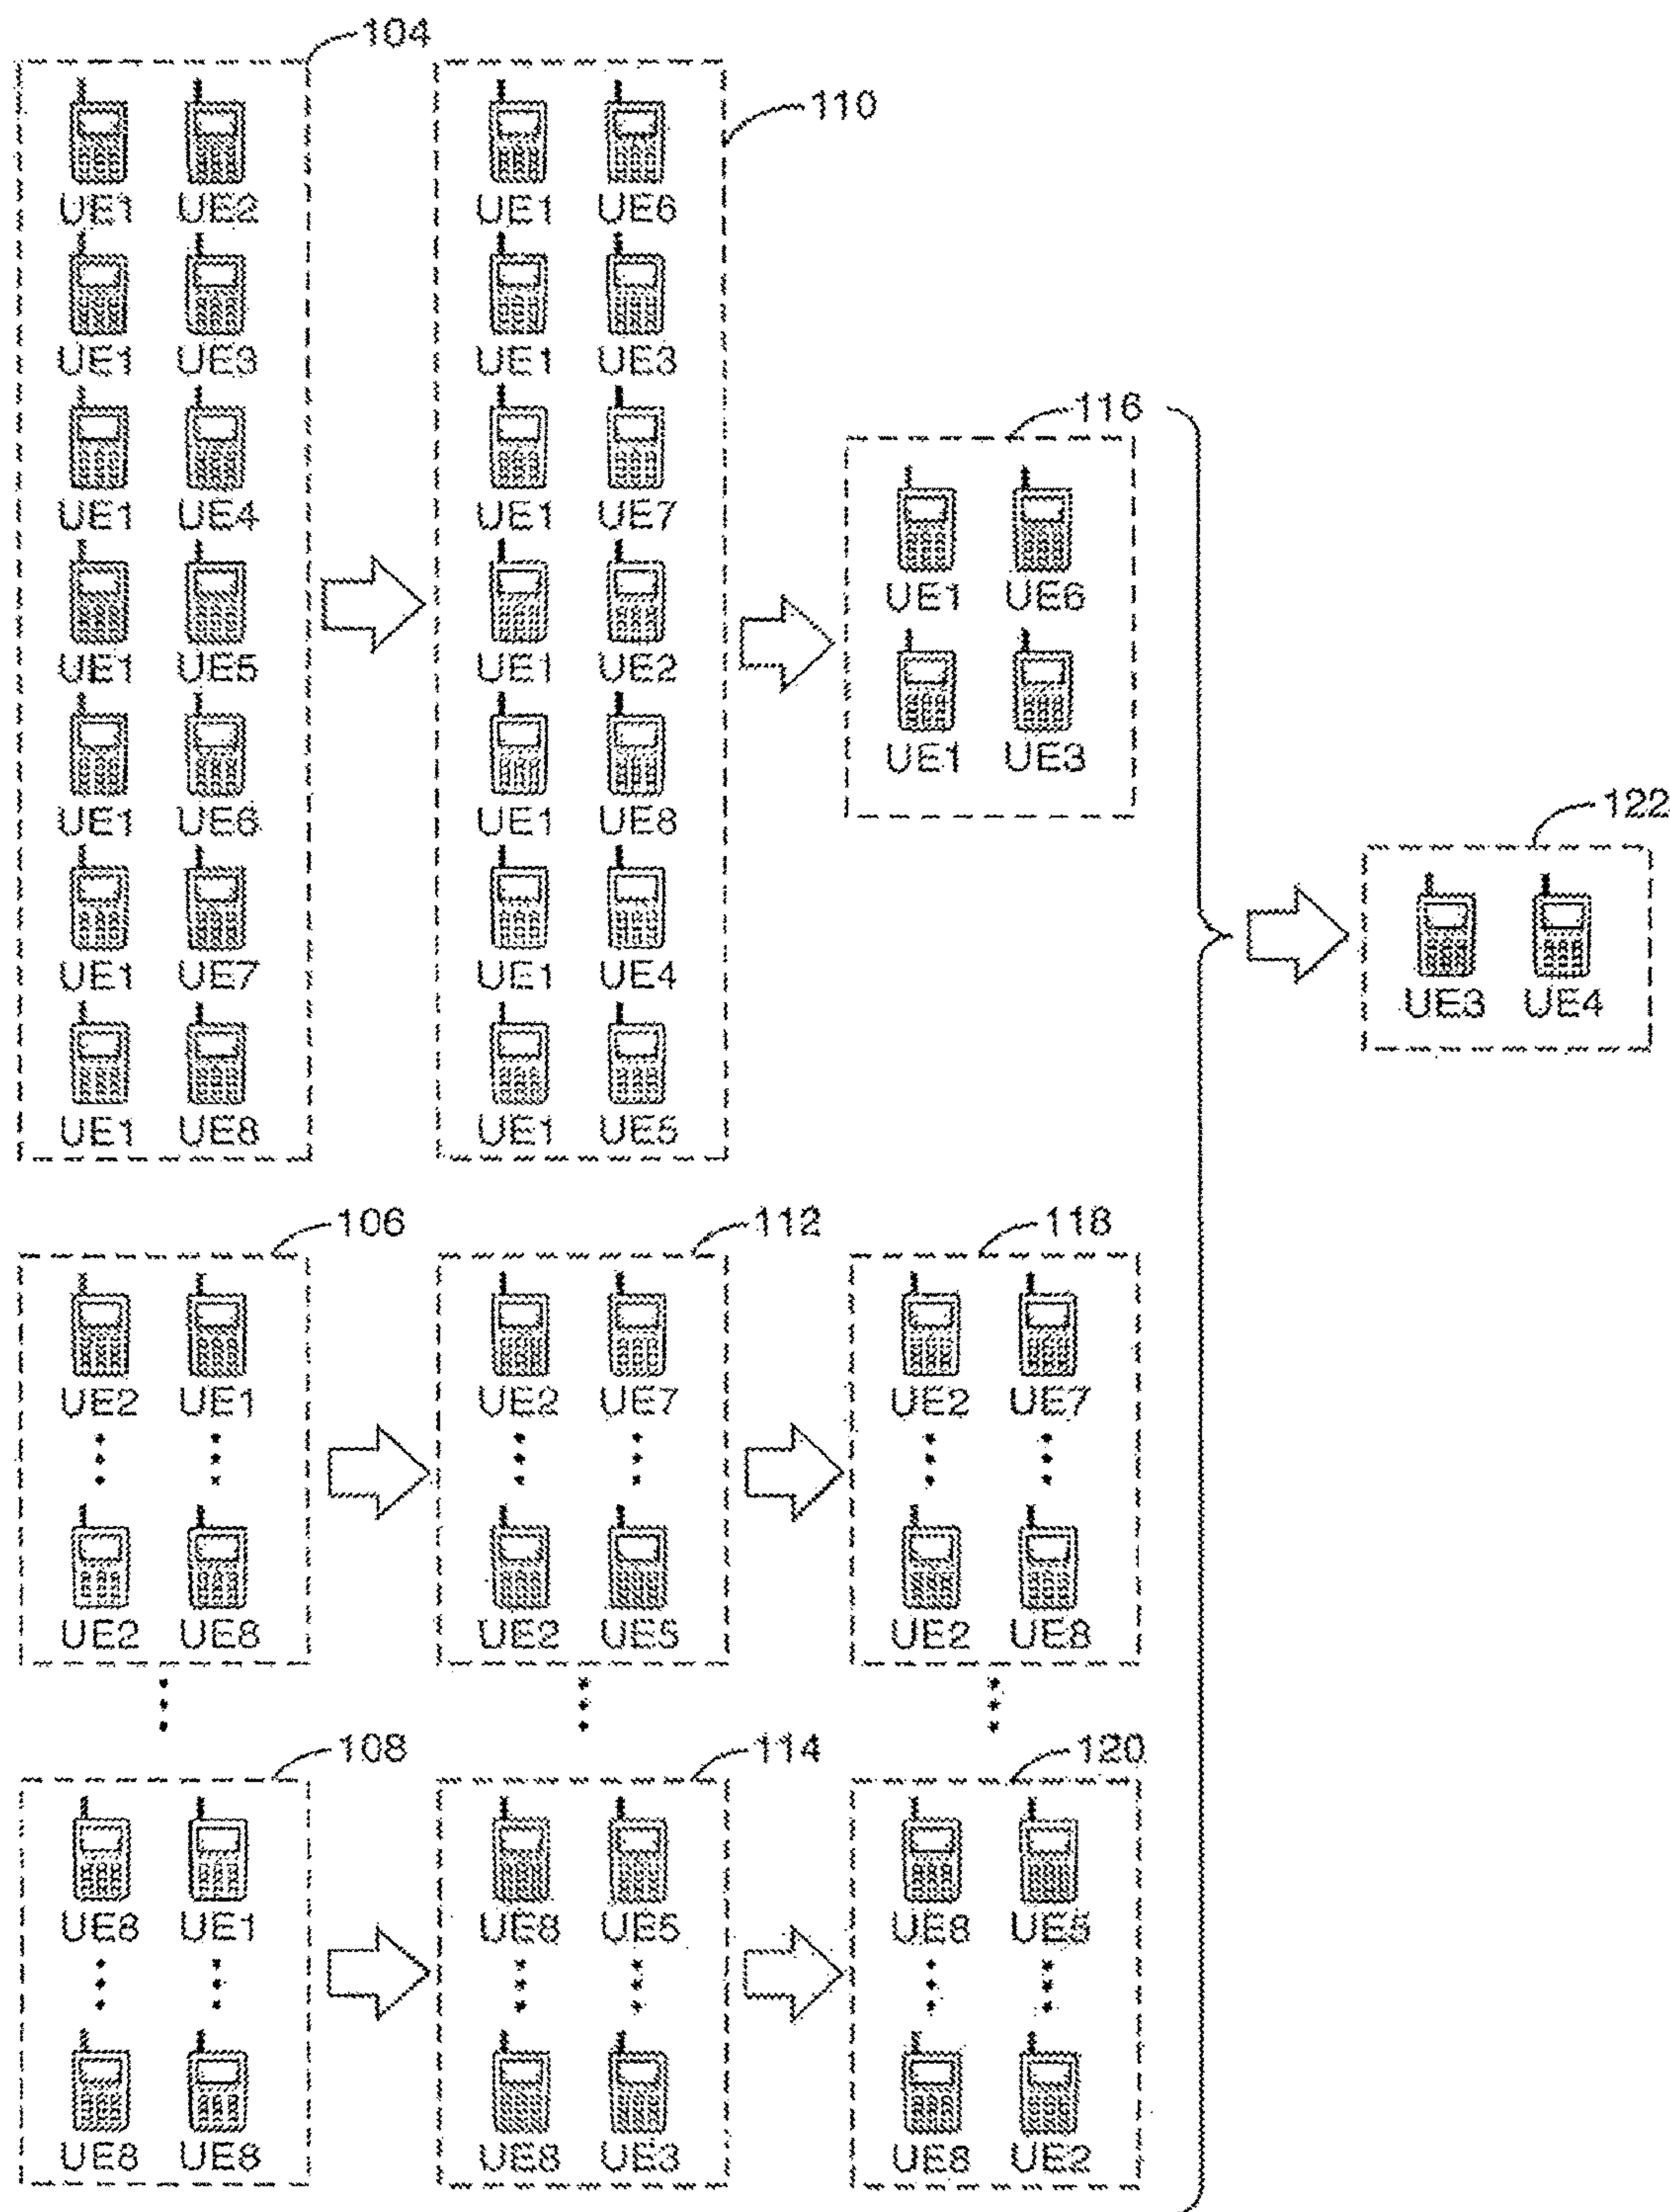 104
UE1 UE2
UE1 UE3
UE1 UE4
UE1 UE5
UE1 UE6
UE1 UE7
UE1 UE8
110
UE1 UE6
UE1 UE3
UE1 UE7
UE1 UE2
UE1 UE8
UE1 UE4
UE1 UE5
116
UE1 UE6
UE1 UE3
122
UE3 UE4
106
UE2 UE1
UE2 UE8
112
UE2 UE7
UE2 UE5
118
UE2 UE7
UE2 UE8
108
UE8 UE1
UE8 UE8
114
UE8 UE5
UE8 UE3
120
UE8 UE5
UE8 UE2